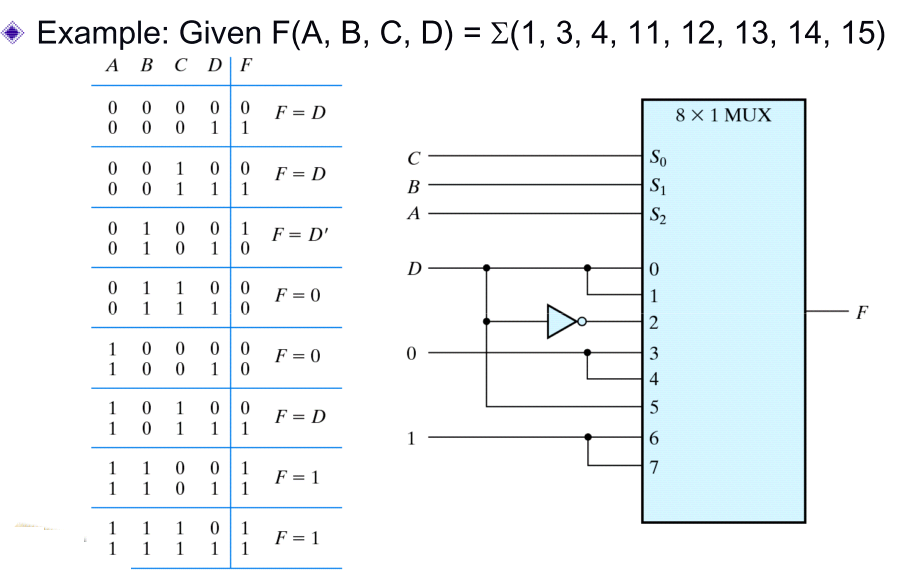 Example: Given F(A, B, C, D) = Σ(1, 3, 4, 11, 12, 13, 14, 15)
A B C D F
0 0 0 0 0
0 0 0 1 1
F = D
0 0 1 0 0
0 0 1 1 1
F = D
0 1 0 0 1
0 1 0 1 0
F = D'
0 1 1 0 0
0 1 1 1 0
F = 0
1 0 0 0 0
1 0 0 1 0
F = 0
1 0 1 0 0
1 0 1 1 1
F = D
1 1 0 0 1
1 1 0 1 1
F = 1
1 1 1 0 1
1 1 1 1 1
F = 1
8 × 1 MUX
C S0
B S1
A S2
D 0
1
2
0 3
4
5
1 6
7
F